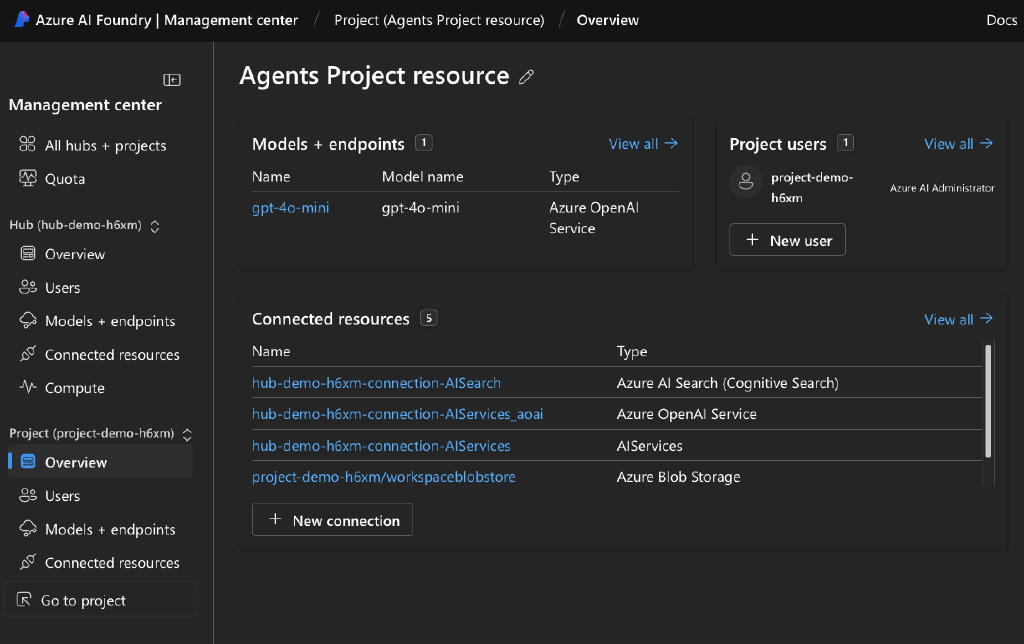 Azure AI Foundry | Management center / Project (Agents Project resource) / Overview Docs
Management center
All hubs + projects
Quota
Hub (hub-demo-h6xm)
Overview
Users
Models + endpoints
Connected resources
Compute
Project (project-demo-h6xm)
Overview
Users
Models + endpoints
Connected resources
Go to project
Agents Project resource
Models + endpoints 1 View all
Name Model name Type
gpt-4o-mini gpt-4o-mini Azure OpenAI
Service
Project users 1 View all
project-demo-
h6xm
Azure AI Administrator
+ New user
Connected resources 5 View all
Name Type
hub-demo-h6xm-connection-AISearch Azure AI Search (Cognitive Search)
hub-demo-h6xm-connection-AIServices_aoai Azure OpenAI Service
hub-demo-h6xm-connection-AIServices AIServices
project-demo-h6xm/workspaceblobstore Azure Blob Storage
+ New connection